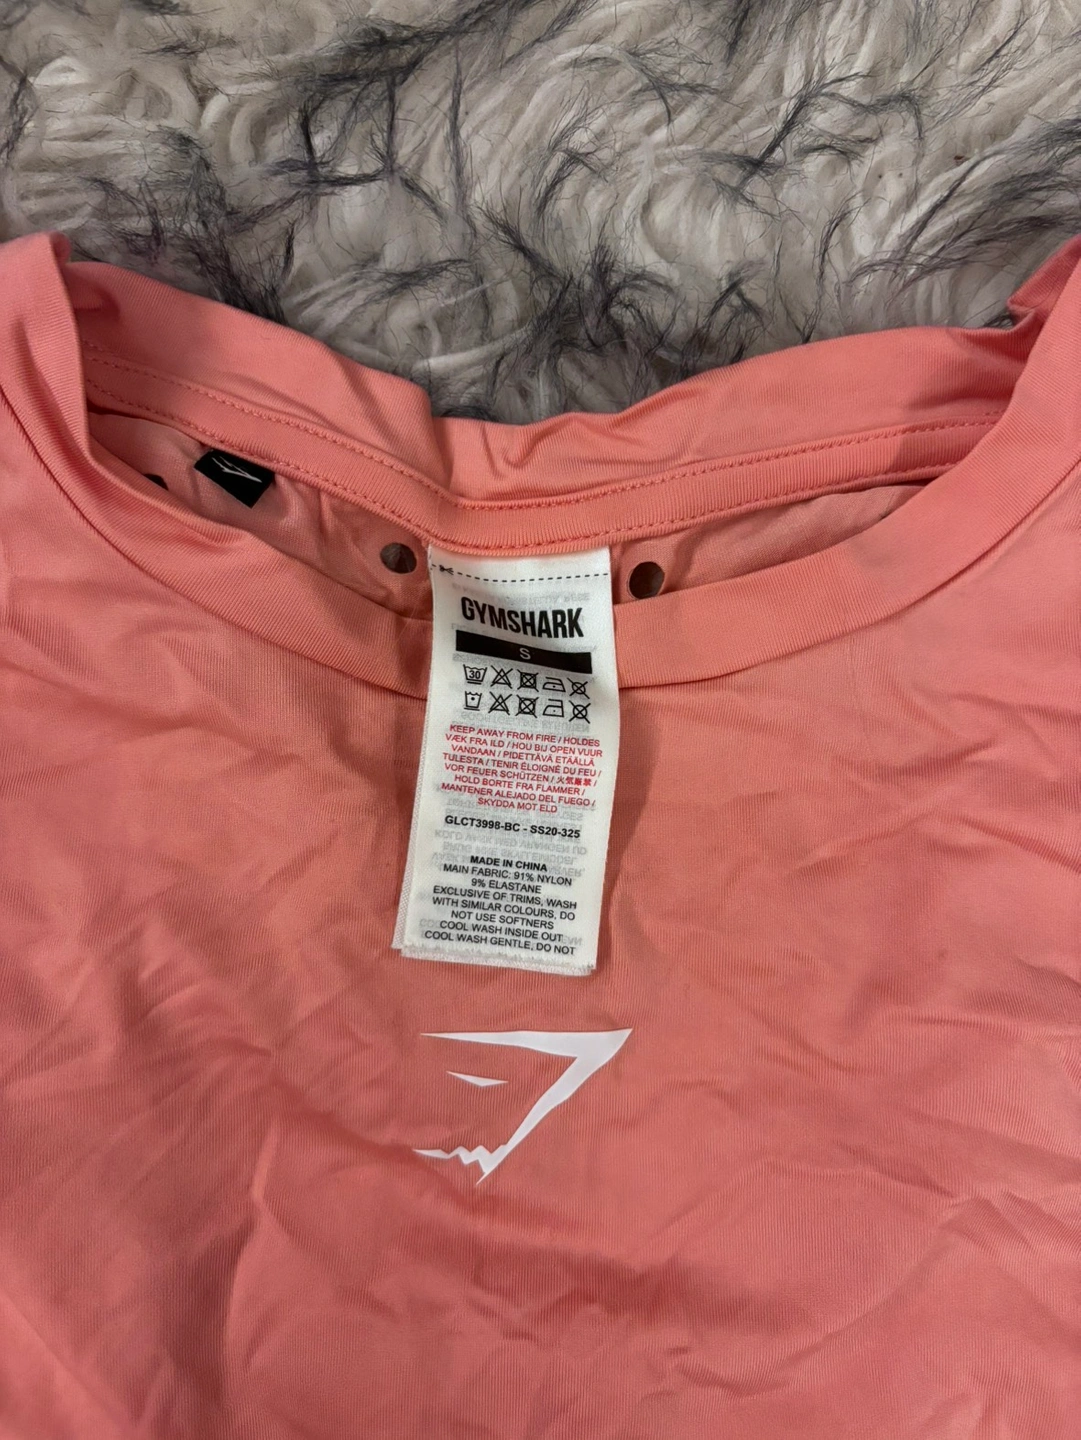 GYMSHARK
S
30
KEEP AWAY FROM FIRE / HOLDES
VÆK FRA ILD / HOU BIJ OPEN VUUR
VANDAAN / PIDETTÄVÄ ETÄÄLLÄ
TULESTA / TENIR ÉLOIGNÉ DU FEU /
VOR FEUER SCHÜTZEN / 火気厳禁 /
HOLD BORTE FRA FLAMMER /
MANTENER ALEJADO DEL FUEGO /
SKYDDA MOT ELD
GLCT3998-BC - SS20-325
MADE IN CHINA
MAIN FABRIC: 91% NYLON
9% ELASTANE
EXCLUSIVE OF TRIMS, WASH
WITH SIMILAR COLOURS, DO
NOT USE SOFTNERS
COOL WASH INSIDE OUT
COOL WASH GENTLE, DO NOT